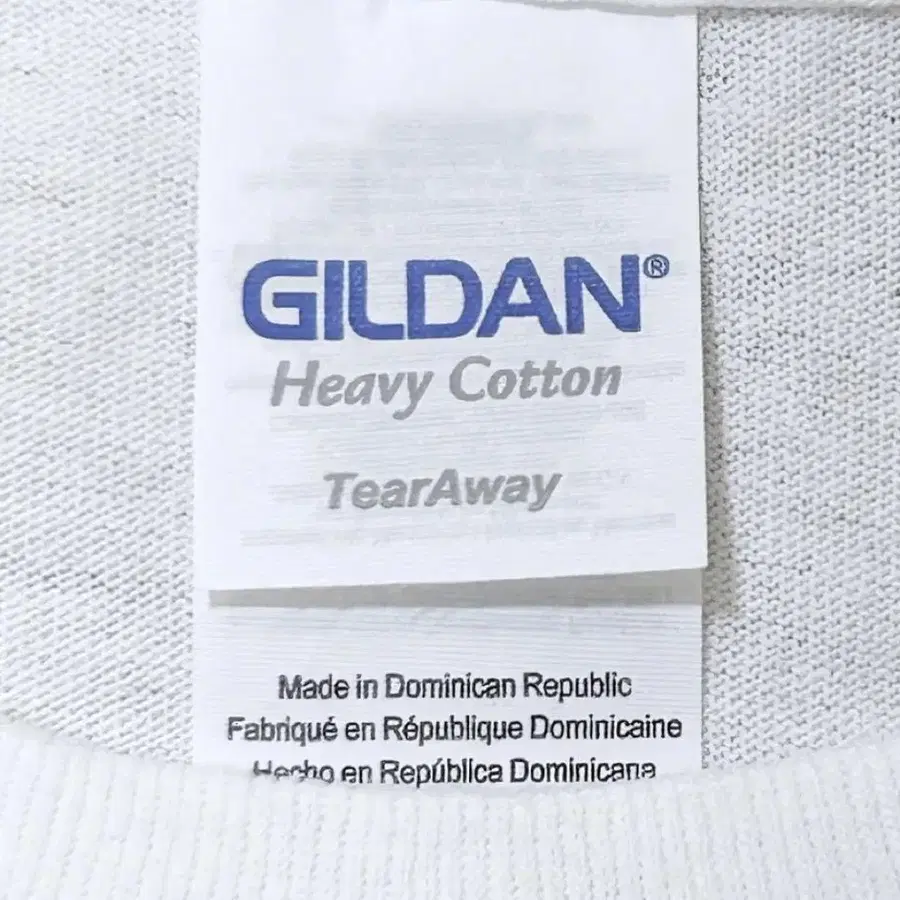 GILDAN®
Heavy Cotton
TearAway
Made in Dominican Republic
Fabriqué en République Dominicaine
Hecho en República Dominicana